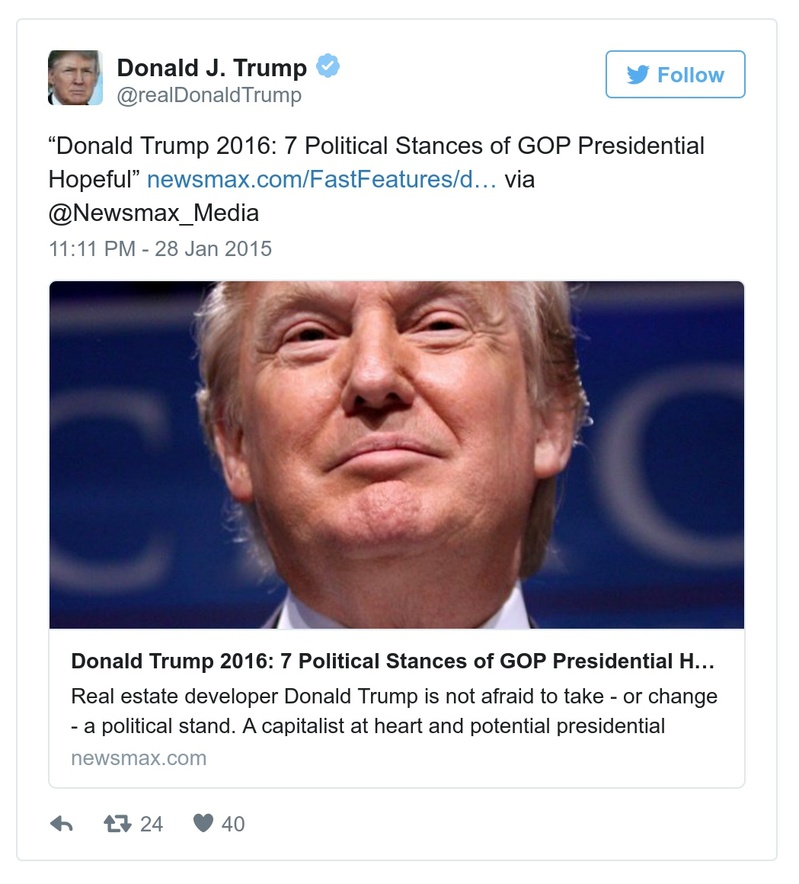 Donald J. Trump
@realDonaldTrump
Follow
“Donald Trump 2016: 7 Political Stances of GOP Presidential
Hopeful” newsmax.com/FastFeatures/d… via
@Newsmax_Media
11:11 PM - 28 Jan 2015
C C
Donald Trump 2016: 7 Political Stances of GOP Presidential H…
Real estate developer Donald Trump is not afraid to take - or change
- a political stand. A capitalist at heart and potential presidential
newsmax.com
24 40